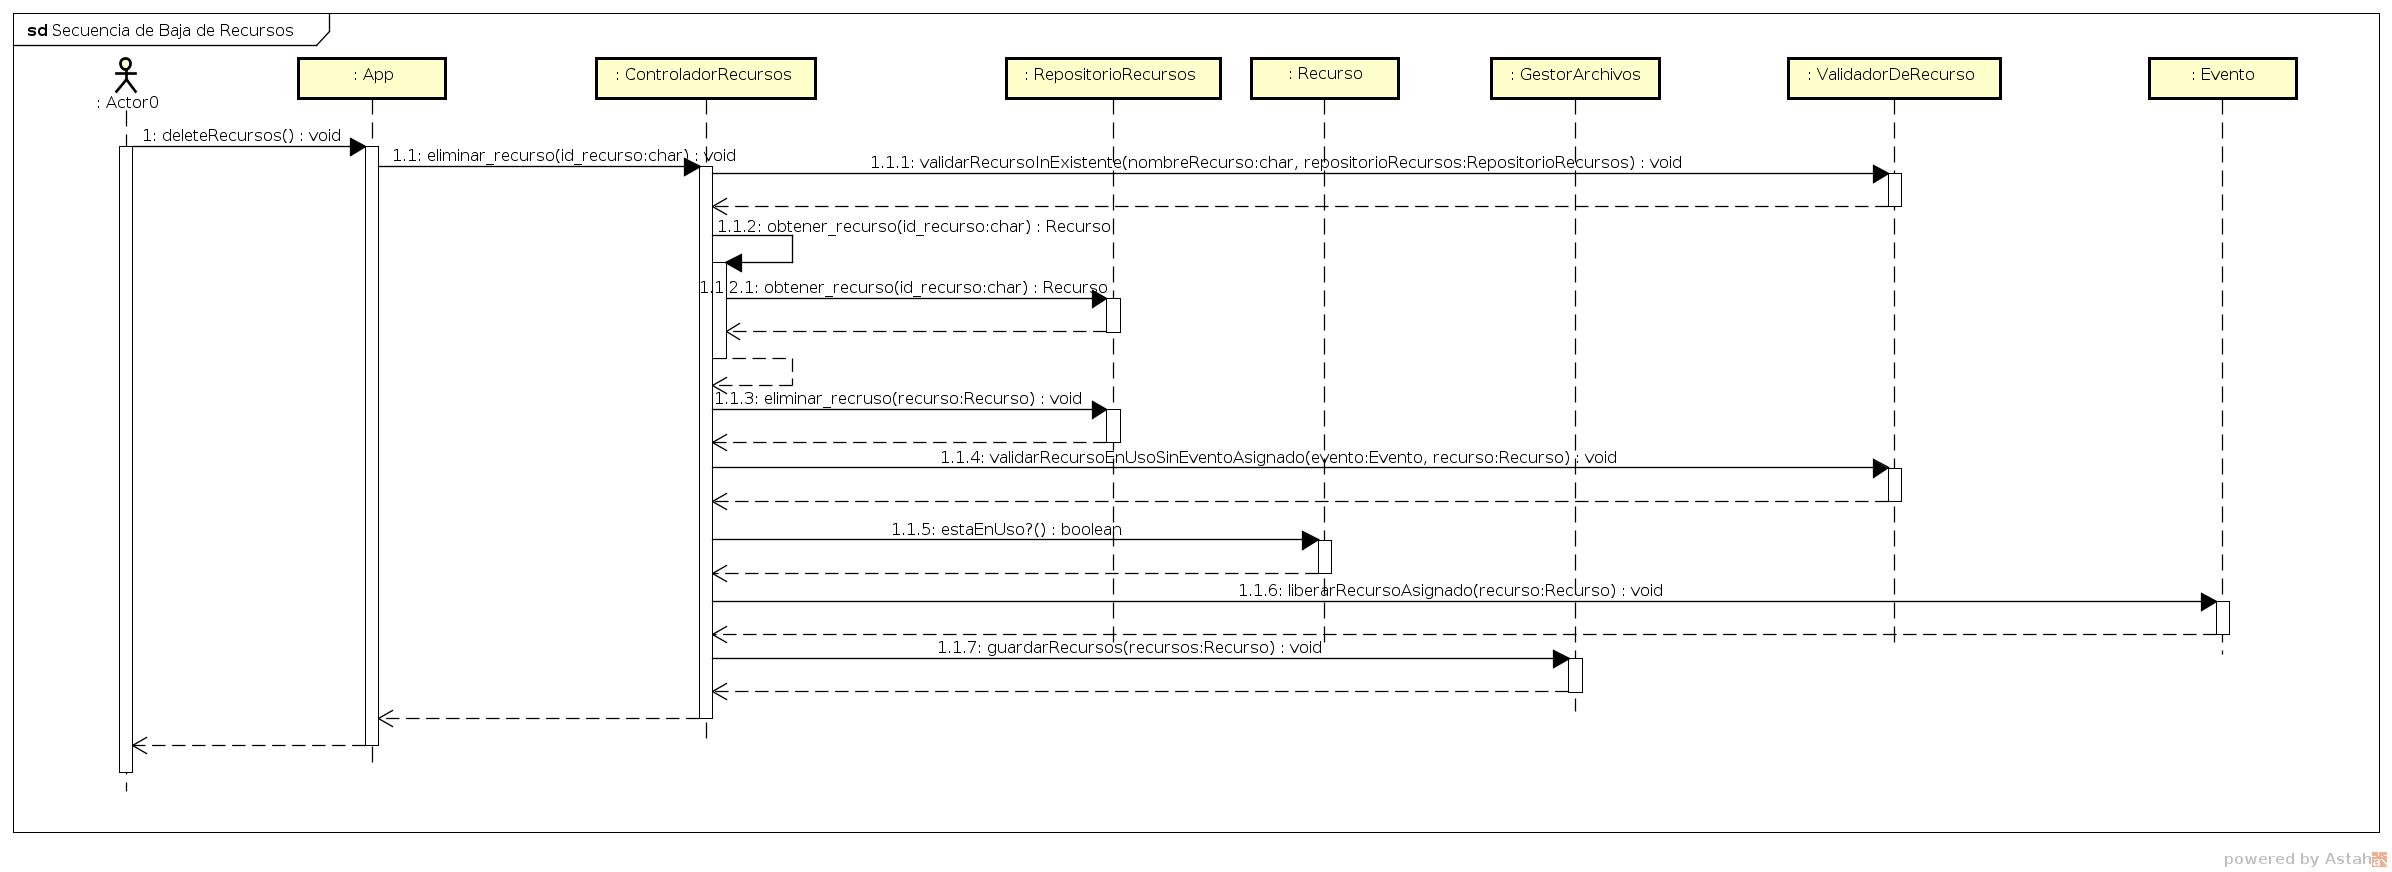 sd Secuencia de Baja de Recursos
: Actor0
: App
: ControladorRecursos
: RepositorioRecursos
: Recurso
: GestorArchivos
: ValidadorDeRecurso
: Evento
1: deleteRecursos() : void
1.1: eliminar_recurso(id_recurso:char) : void
1.1.1: validarRecursoInExistente(nombreRecurso:char, repositorioRecursos:RepositorioRecursos) : void
1.1.2: obtener_recurso(id_recurso:char) : Recurso
1.1.2.1: obtener_recurso(id_recurso:char) : Recurso
1.1.3: eliminar_recruso(recurso:Recurso) : void
1.1.4: validarRecursoEnUsoSinEventoAsignado(evento:Evento, recurso:Recurso) : void
1.1.5: estaEnUso?() : boolean
1.1.6: liberarRecursoAsignado(recurso:Recurso) : void
1.1.7: guardarRecursos(recursos:Recurso) : void
powered by Astah